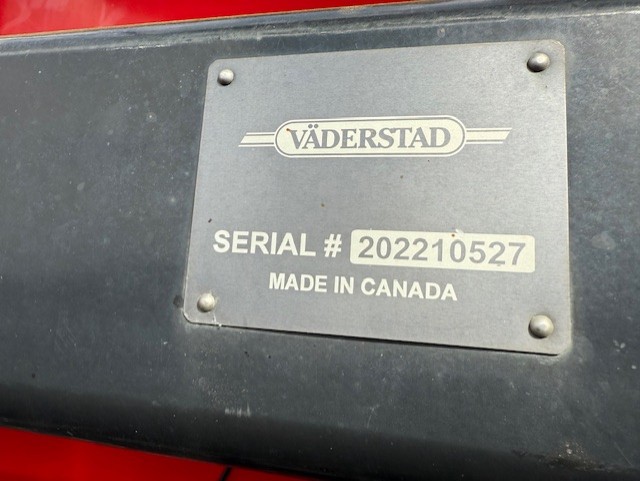 VÄDERSTAD
SERIAL # 202210527
MADE IN CANADA